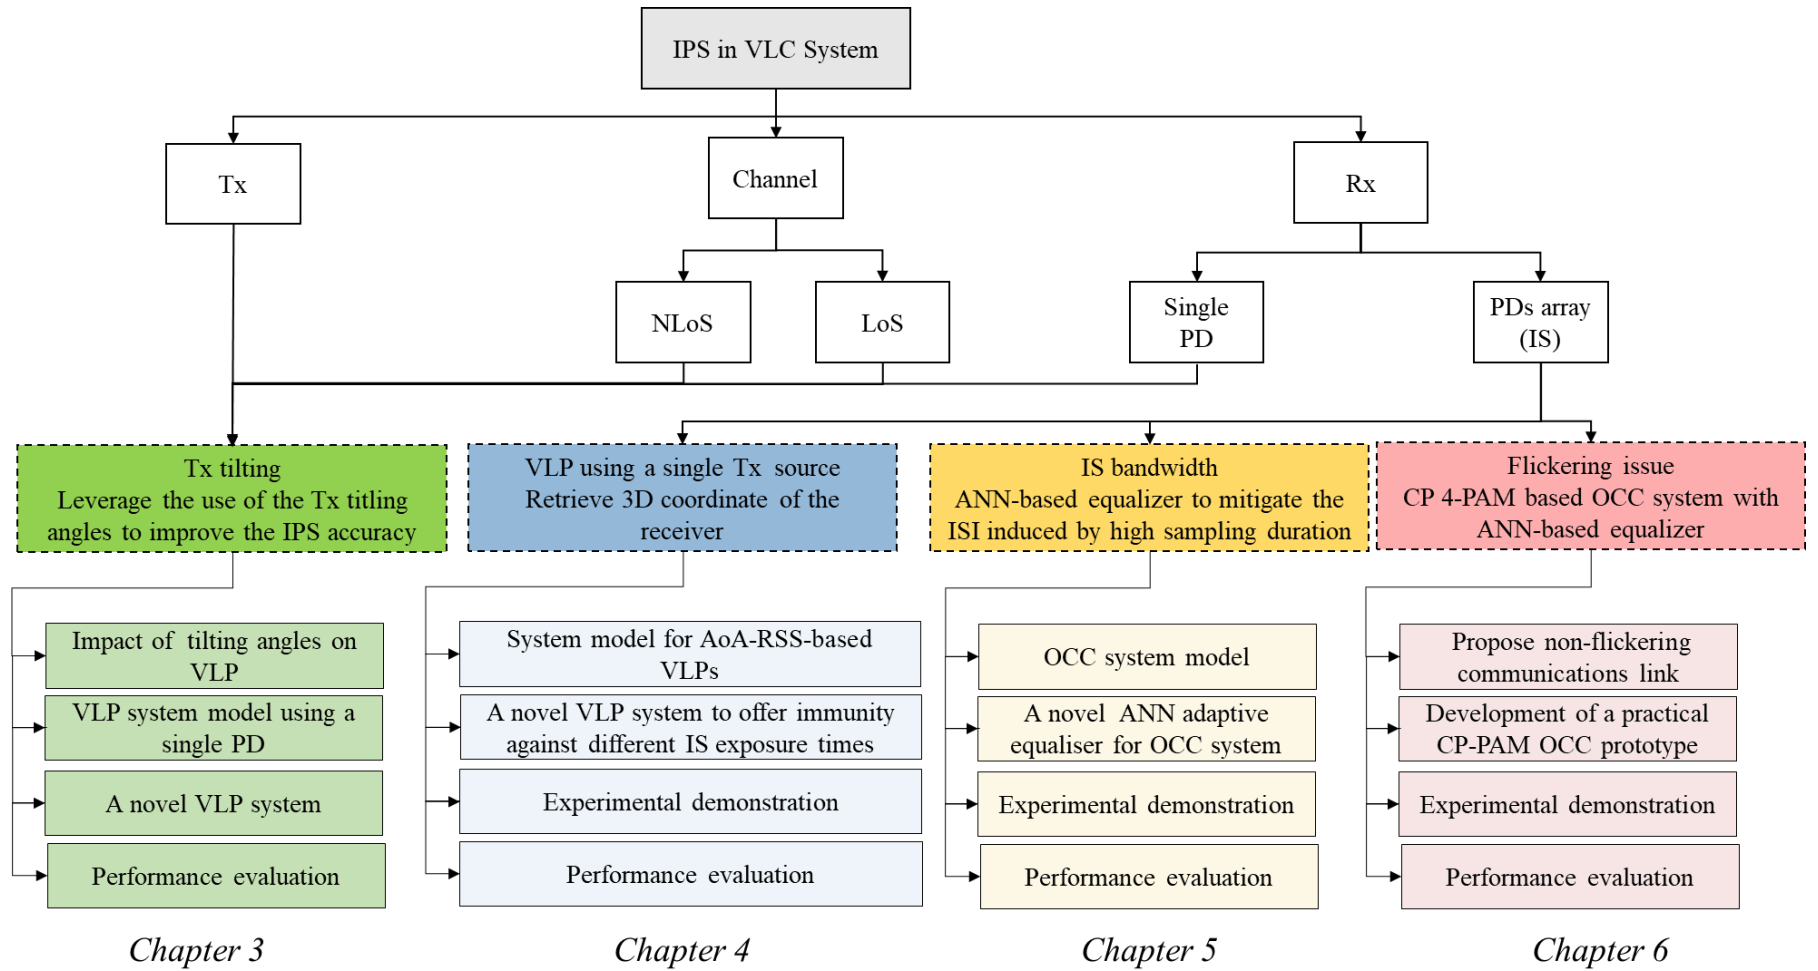 IPS in VLC System
Tx
Channel
Rx
NLoS
LoS
Single
PD
PDs array
(IS)
Tx tilting
Leverage the use of the Tx titling
angles to improve the IPS accuracy
VLP using a single Tx source
Retrieve 3D coordinate of the
receiver
IS bandwidth
ANN-based equalizer to mitigate the
ISI induced by high sampling duration
Flickering issue
CP 4-PAM based OCC system with
ANN-based equalizer
Impact of tilting angles on
VLP
VLP system model using a
single PD
A novel VLP system
Performance evaluation
System model for AoA-RSS-based
VLPs
A novel VLP system to offer immunity
against different IS exposure times
Experimental demonstration
Performance evaluation
OCC system model
A novel ANN adaptive
equaliser for OCC system
Experimental demonstration
Performance evaluation
Propose non-flickering
communications link
Development of a practical
CP-PAM OCC prototype
Experimental demonstration
Performance evaluation
Chapter 3
Chapter 4
Chapter 5
Chapter 6